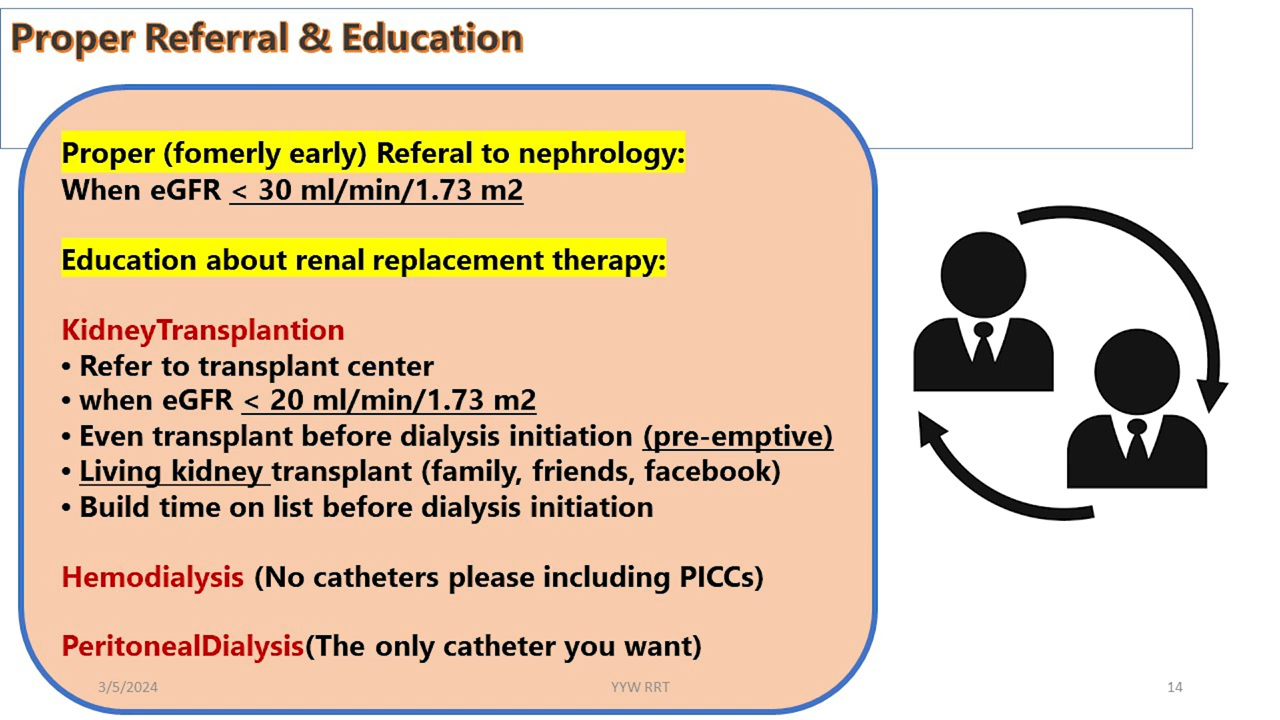 Proper Referral & Education
Proper (fomerly early) Referal to nephrology:
When eGFR < 30 ml/min/1.73 m2
Education about renal replacement therapy:
KidneyTransplantion
• Refer to transplant center
• when eGFR < 20 ml/min/1.73 m2
• Even transplant before dialysis initiation (pre-emptive)
• Living kidney transplant (family, friends, facebook)
• Build time on list before dialysis initiation
Hemodialysis (No catheters please including PICCs)
PeritonealDialysis(The only catheter you want)
3/5/2024 YYW RRT 14